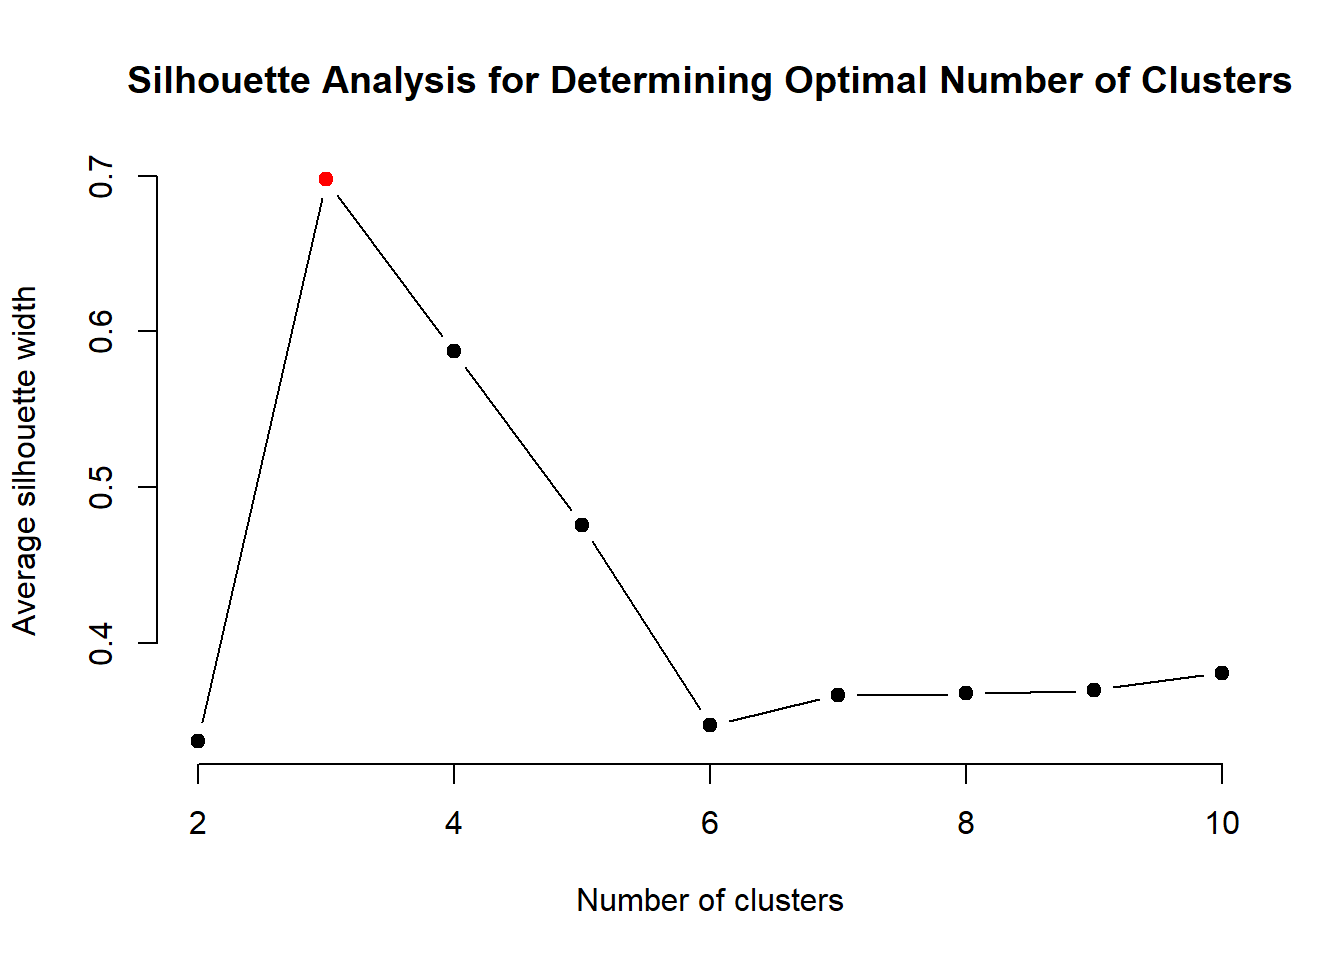 Silhouette Analysis for Determining Optimal Number of Clusters
0.7
0.6
0.5
0.4
Average silhouette width
2 4 6 8 10
Number of clusters